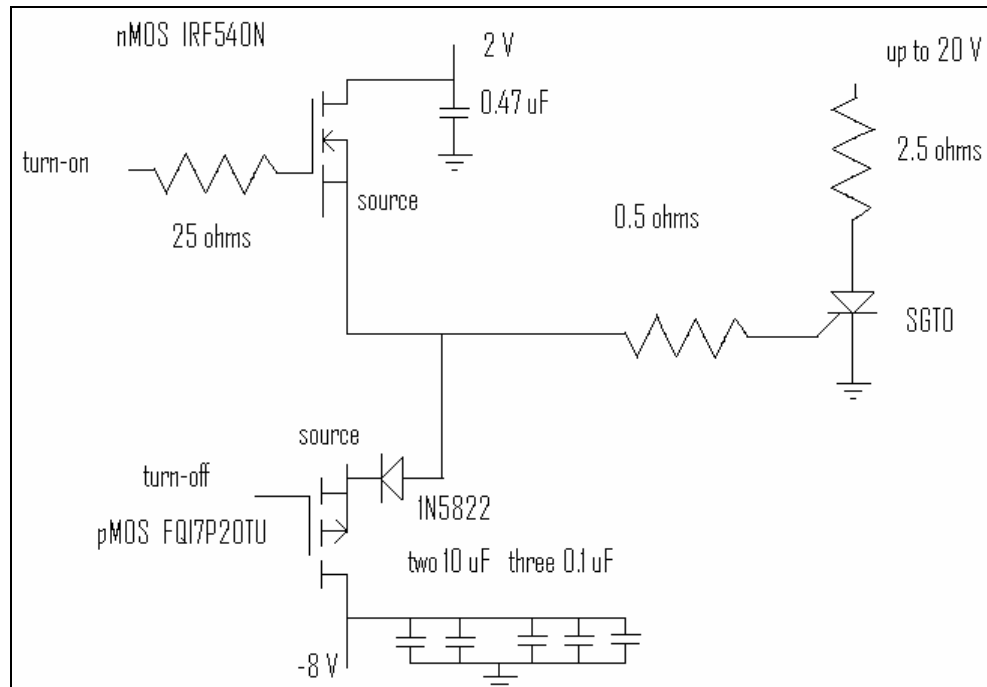 nMOS IRF540N
2 V
up to 20 V
0.47 uF
2.5 ohms
turn-on
source
0.5 ohms
25 ohms
SGTO
source
turn-off
1N5822
pMOS FQI7P20TU
two 10 uF three 0.1 uF
-8 V